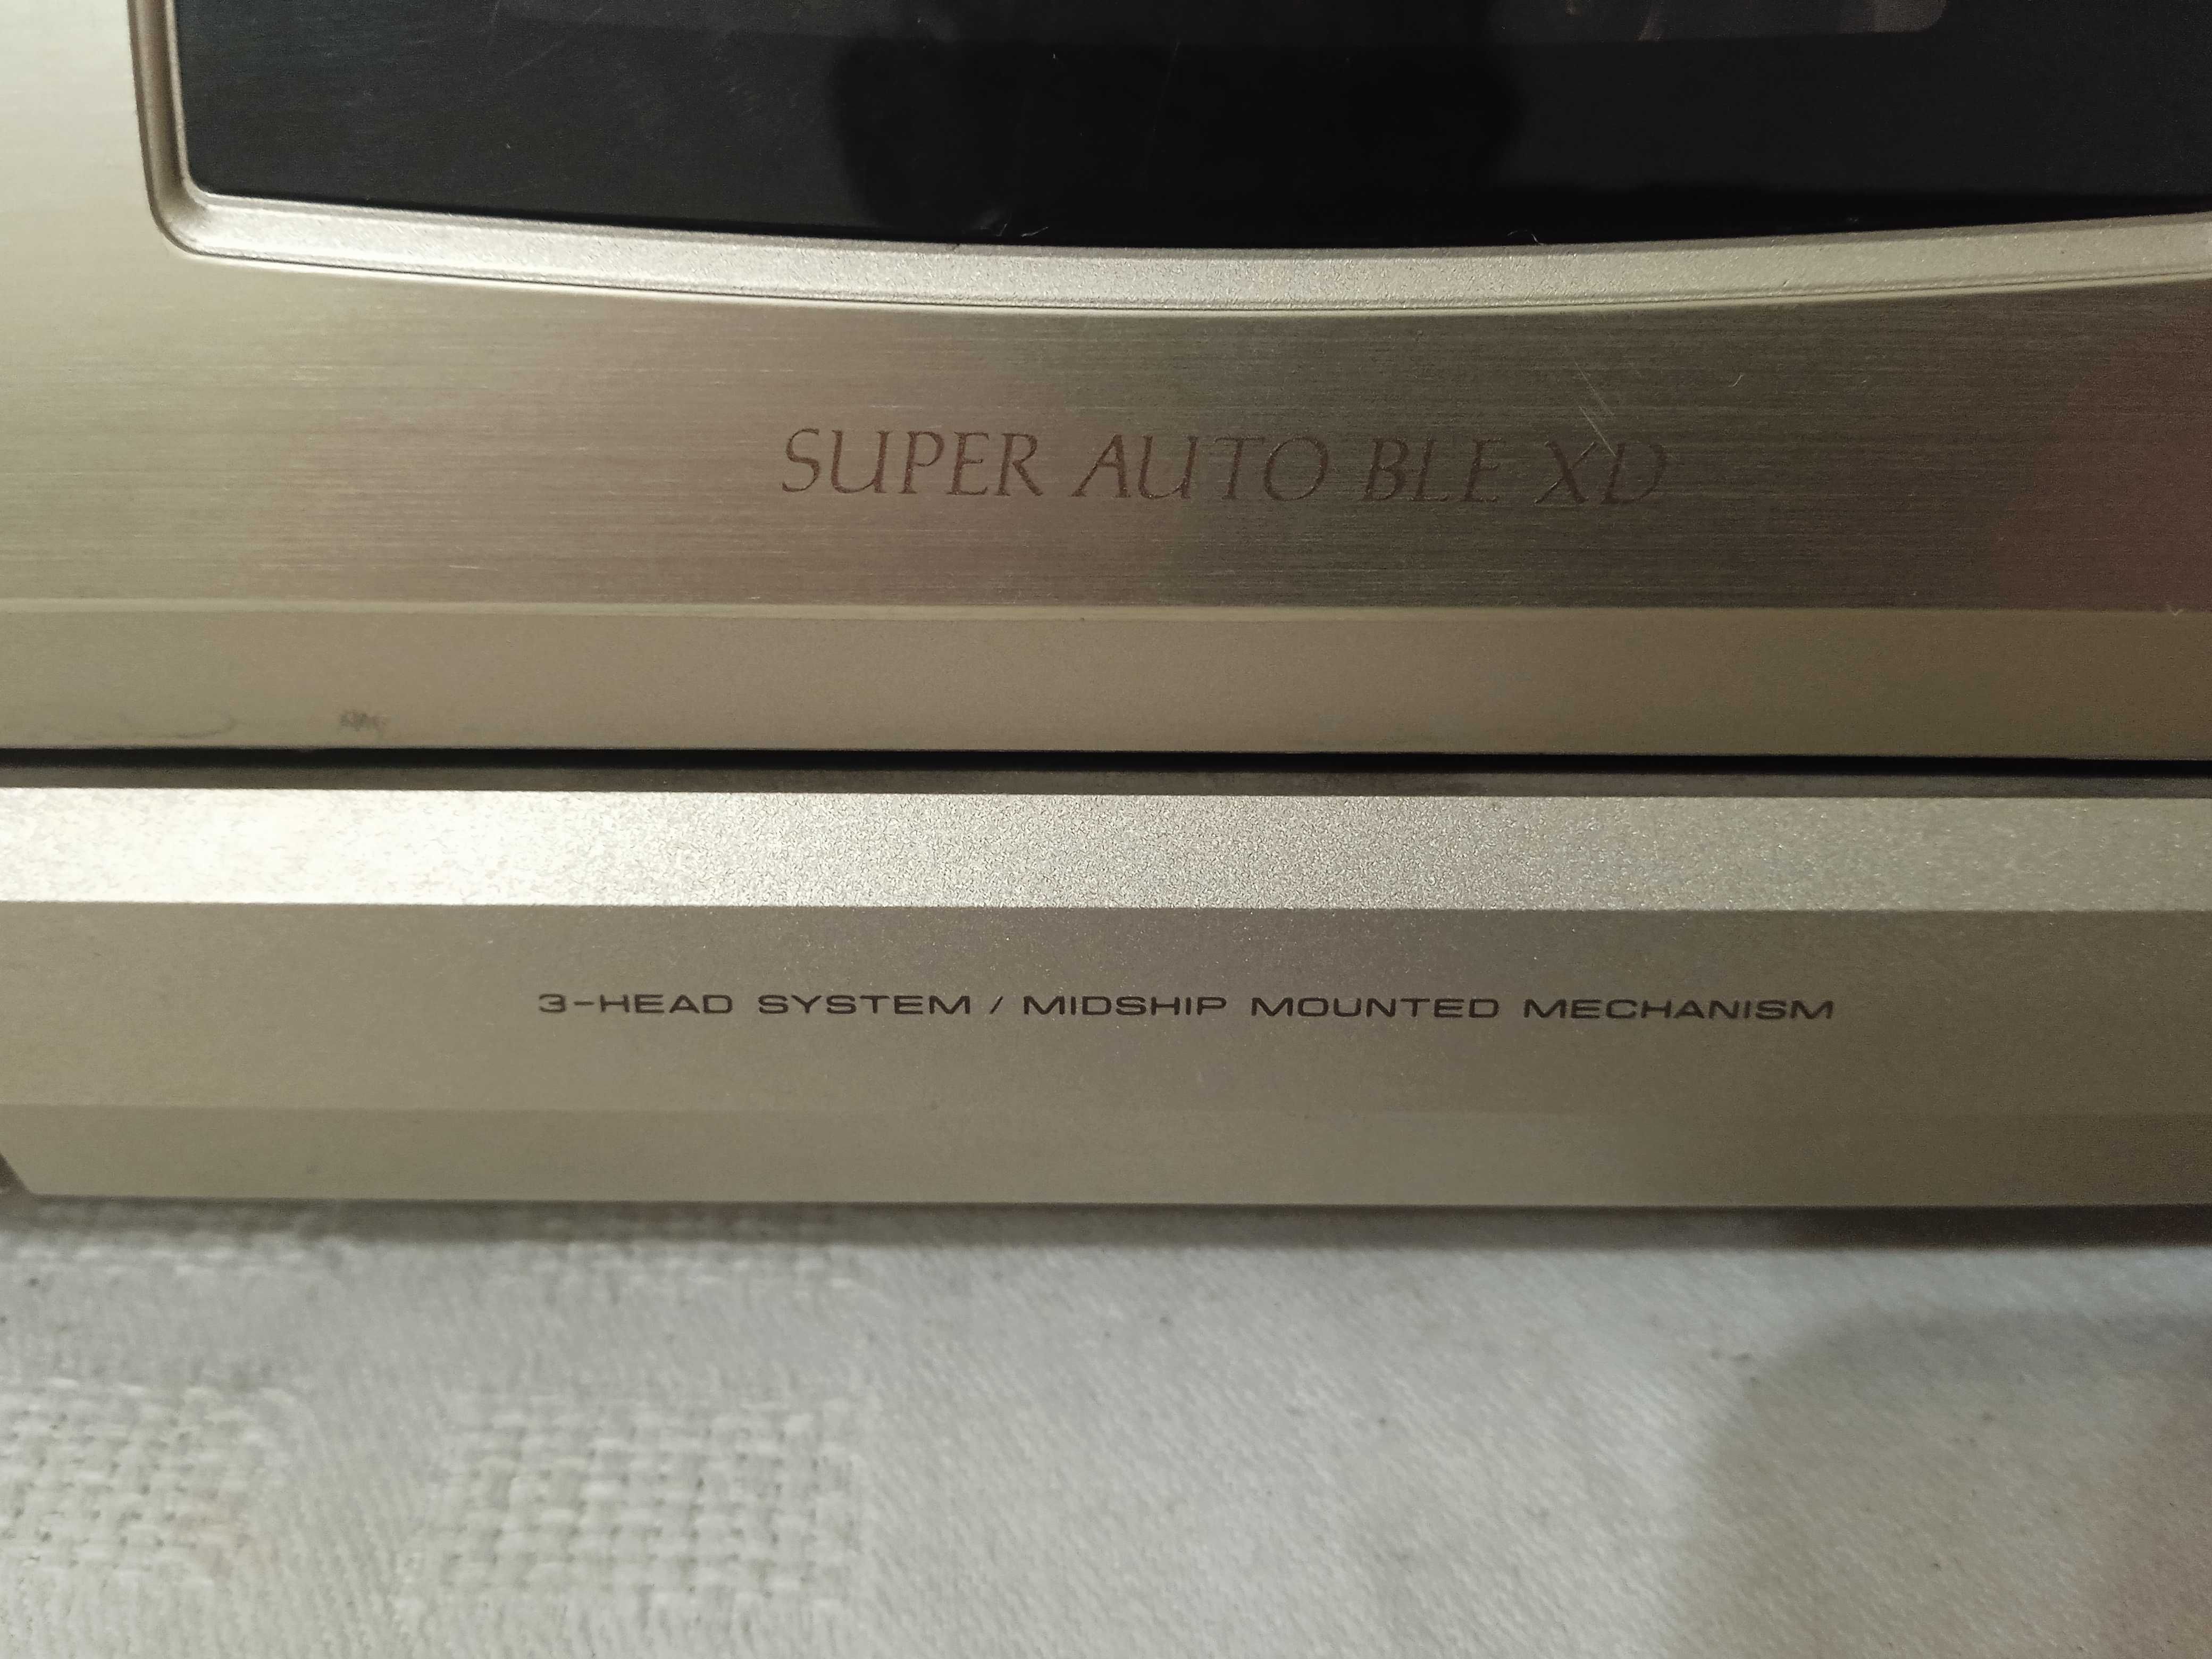 SUPER AUTO BLE XD
3-HEAD SYSTEM / MIDSHIP MOUNTED MECHANISM